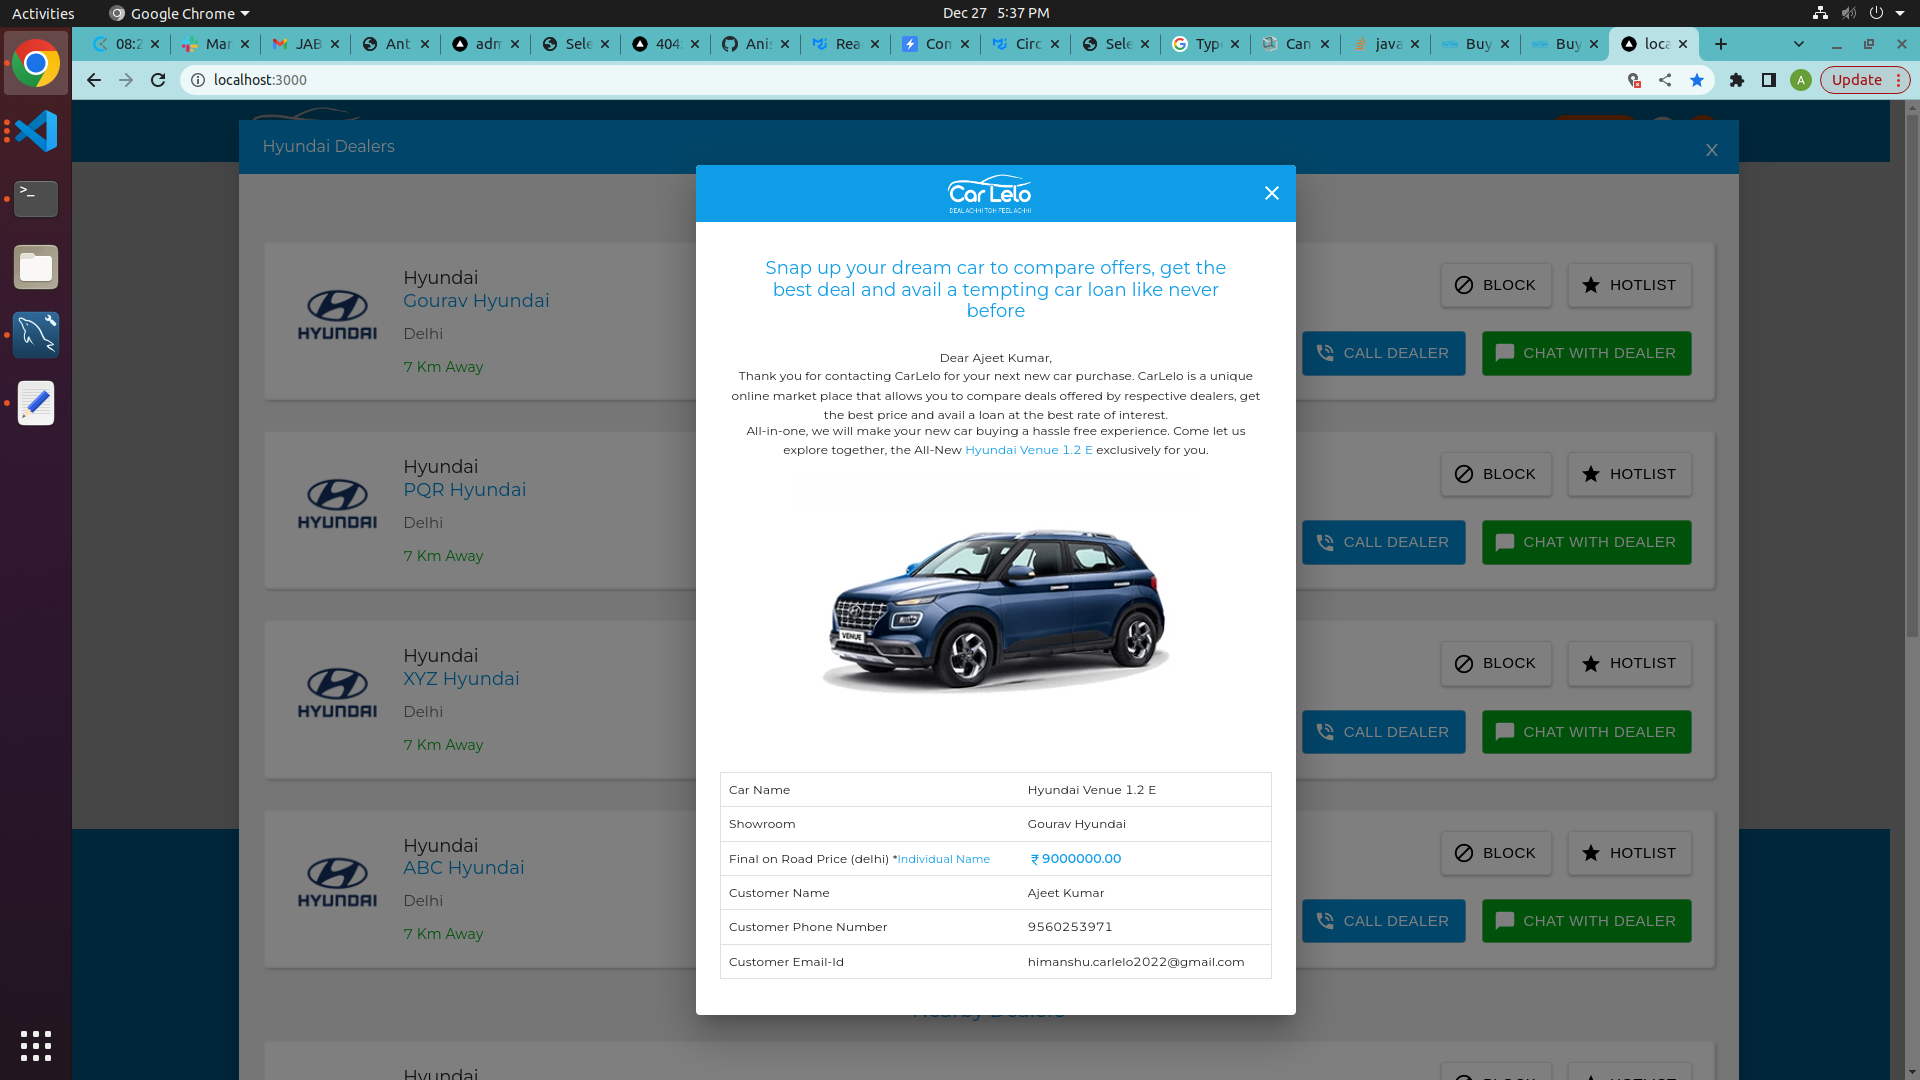 Activities
Google Chrome
Dec 27 5:37 PM
08:2
Mar
JAB
Ant
adm
Sele
404:
Anis
Rea
Con
Circ
Sele
Type
Can
java
Buy
Buy
loca
localhost:3000
A
Update
Hyundai Dealers
X
Car Lelo
DEAL ACHHI TOH FEEL ACHHI
Snap up your dream car to compare offers, get the
best deal and avail a tempting car loan like never
before
Dear Ajeet Kumar,
Thank you for contacting CarLelo for your next new car purchase. CarLelo is a unique
online market place that allows you to compare deals offered by respective dealers, get
the best price and avail a loan at the best rate of interest.
All-in-one, we will make your new car buying a hassle free experience. Come let us
explore together, the All-New Hyundai Venue 1.2 E exclusively for you.
VENUE
Car Name Hyundai Venue 1.2 E
Showroom Gourav Hyundai
Final on Road Price (delhi) *Individual Name ₹ 9000000.00
Customer Name Ajeet Kumar
Customer Phone Number 9560253971
Customer Email-Id himanshu.carlelo2022@gmail.com
HYUNDAI
Hyundai
Gourav Hyundai
Delhi
7 Km Away
BLOCK
HOTLIST
CALL DEALER
CHAT WITH DEALER
HYUNDAI
Hyundai
PQR Hyundai
Delhi
7 Km Away
BLOCK
HOTLIST
CALL DEALER
CHAT WITH DEALER
HYUNDAI
Hyundai
XYZ Hyundai
Delhi
7 Km Away
BLOCK
HOTLIST
CALL DEALER
CHAT WITH DEALER
HYUNDAI
Hyundai
ABC Hyundai
Delhi
7 Km Away
BLOCK
HOTLIST
CALL DEALER
CHAT WITH DEALER
Nearby Dealers
Hyundai
BLOCK
HOTLIST